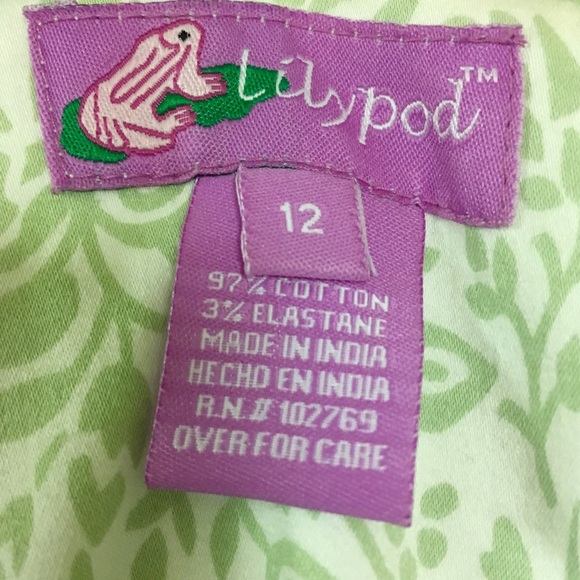 Lilypod™
12
97% COTTON
3% ELASTANE
MADE IN INDIA
HECHO EN INDIA
R.N.# 102769
OVER FOR CARE